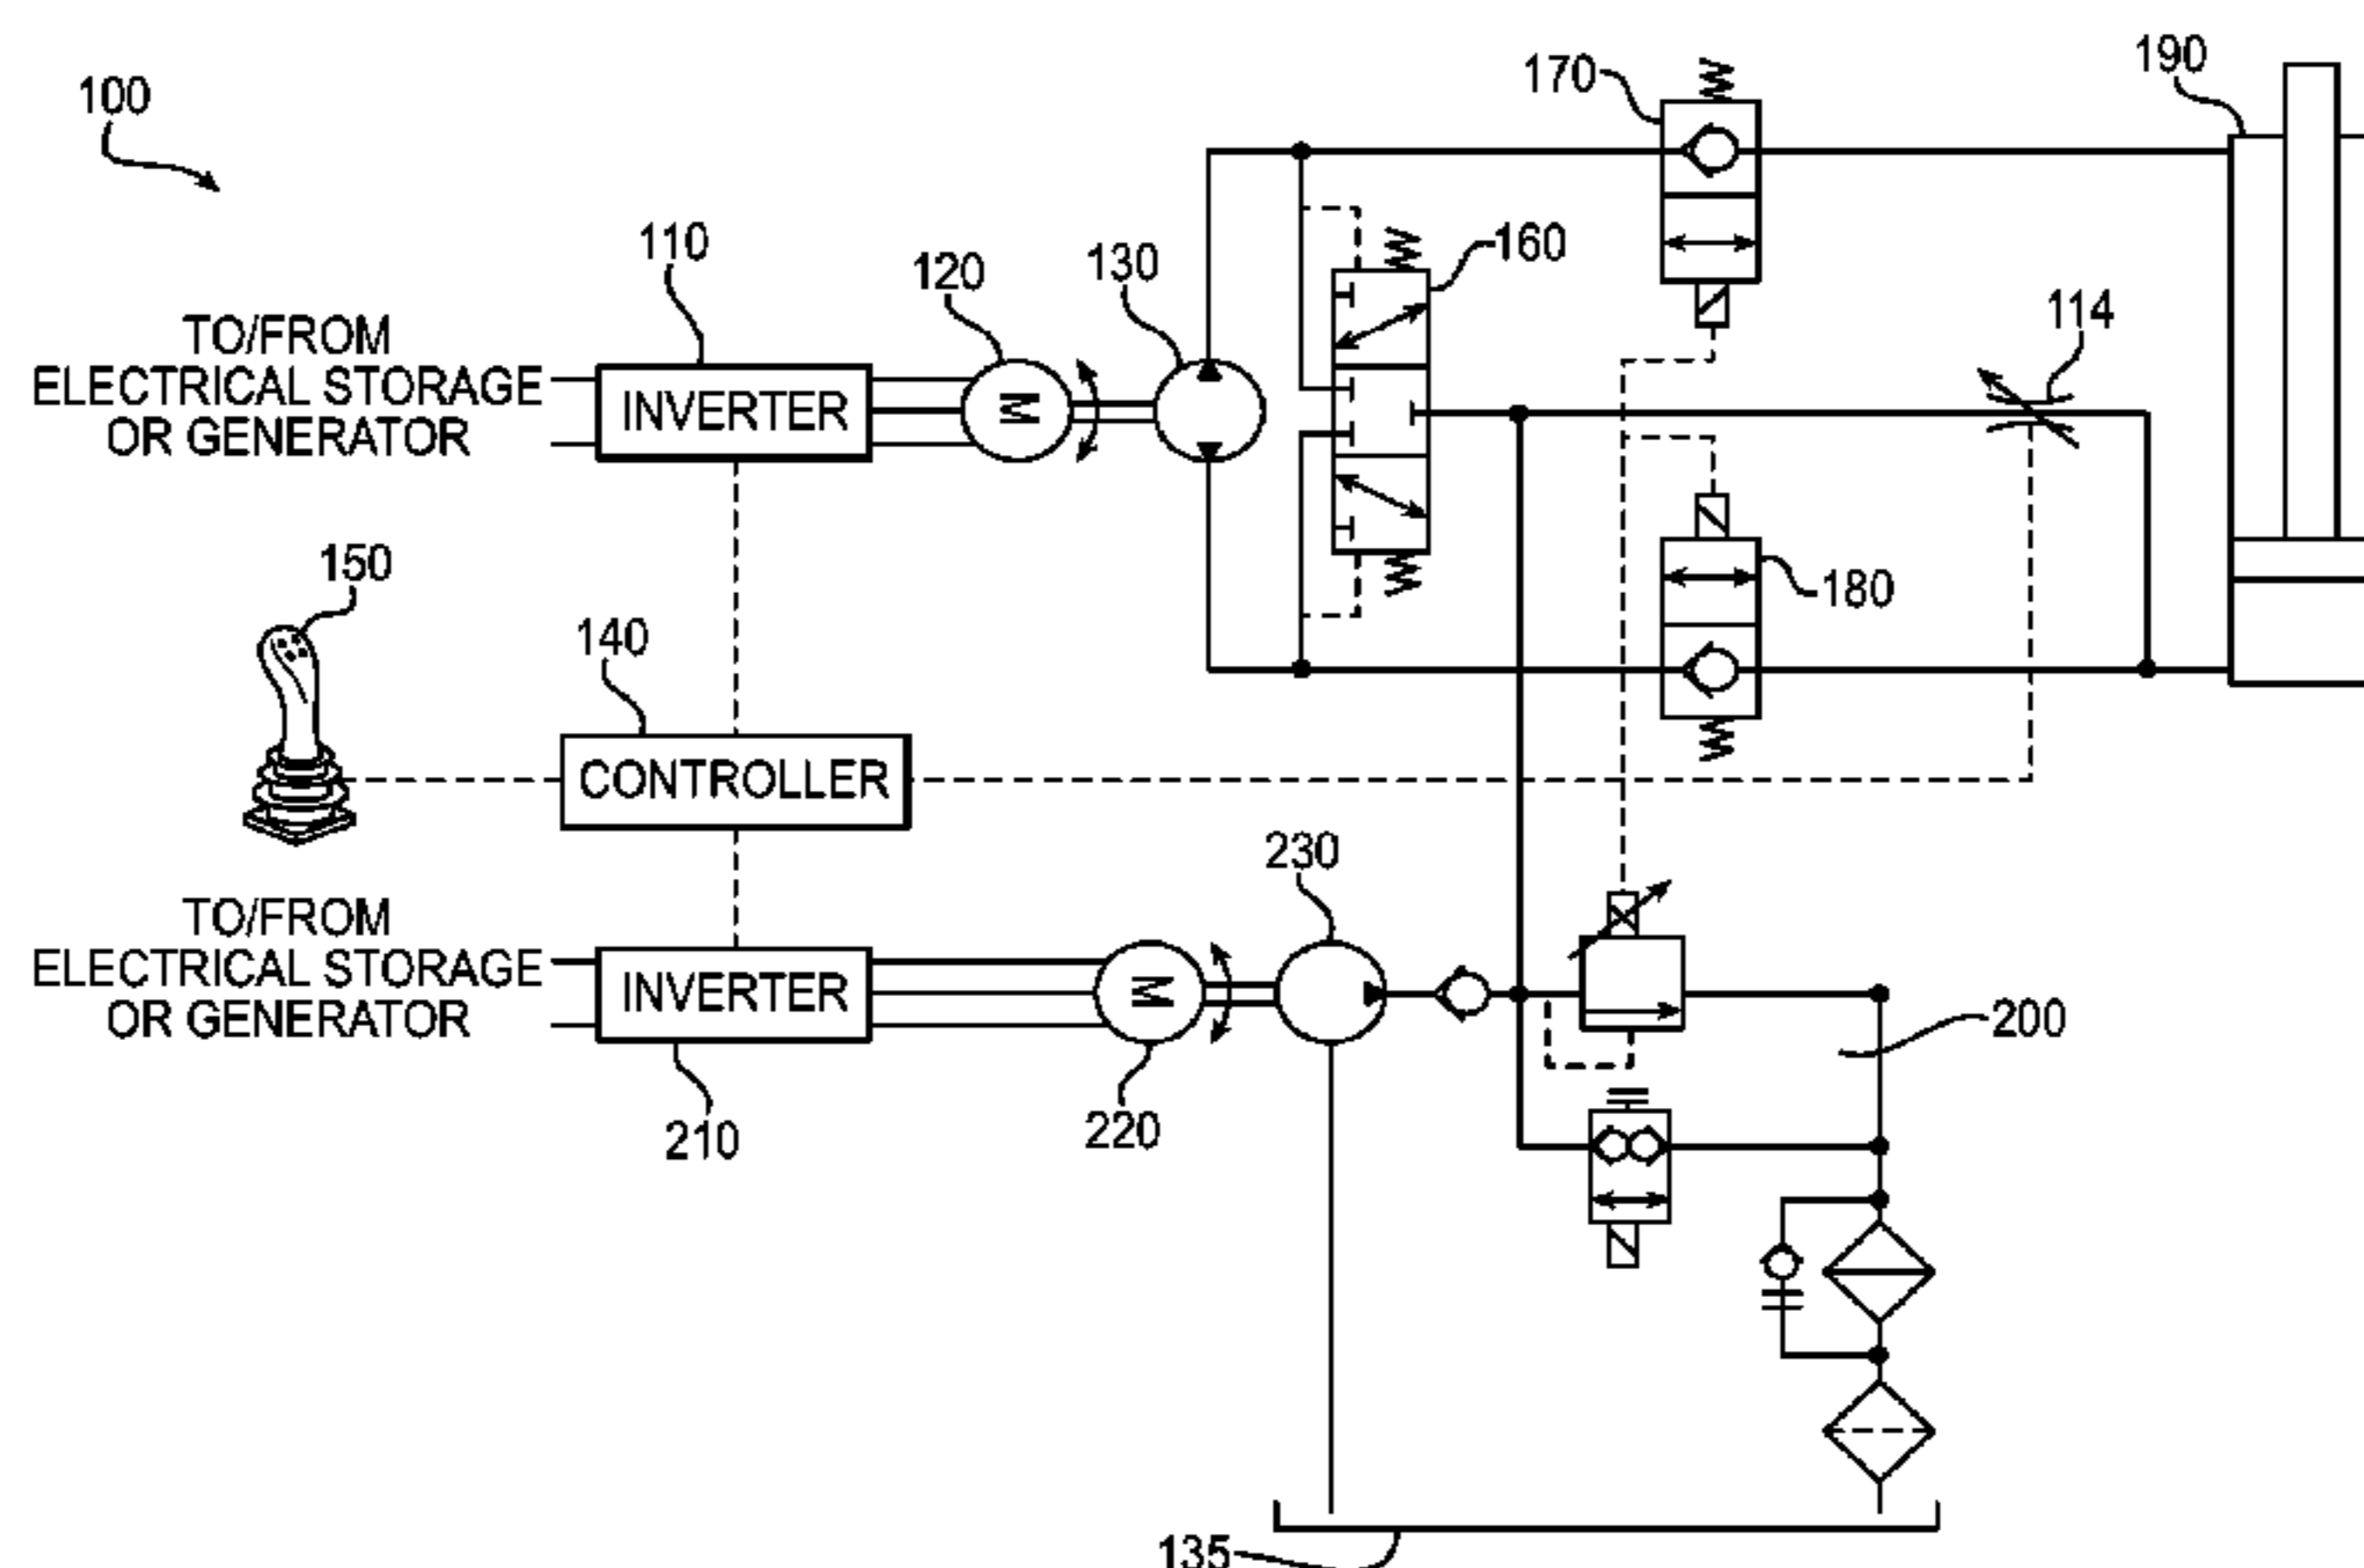 100
170
190
110
120
130
160
114
TO/FROM
ELECTRICAL STORAGE
OR GENERATOR
INVERTER
M
150
140
180
CONTROLLER
230
TO/FROM
ELECTRICAL STORAGE
OR GENERATOR
INVERTER
M
200
210
220
135